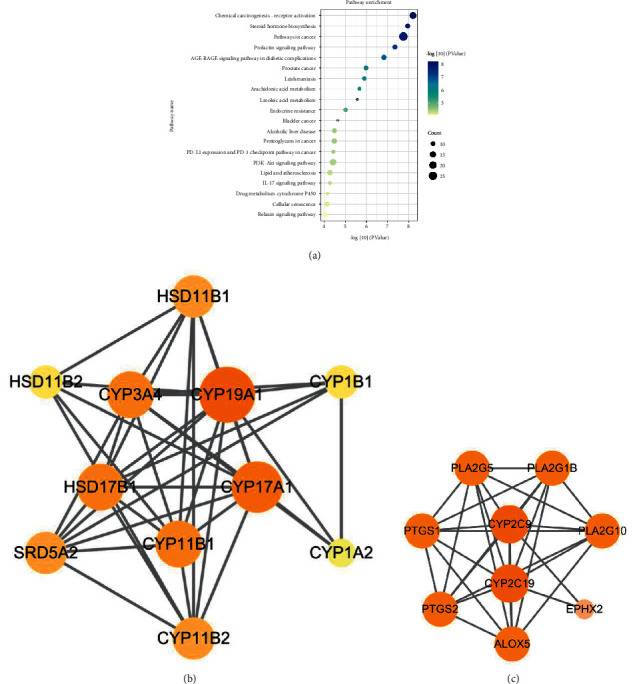 Pathway enrichment
Chemical carcinogenesis - receptor activation
Steroid hormone biosynthesis
Pathways in cancer
Prolactin signaling pathway
AGE-RAGE signaling pathway in diabetic complications
Prostate cancer
Leishmaniasis
Arachidonic acid metabolism
Linoleic acid metabolism
Endocrine resistance
Bladder cancer
Alcoholic liver disease
Proteoglycans in cancer
PD-L1 expression and PD-1 checkpoint pathway in cancer
PI3K-Akt signaling pathway
Lipid and atherosclerosis
IL-17 signaling pathway
Drug metabolism cytochrome P450
Cellular senescence
Relaxin signaling pathway
Pathway name
4 5 6 7 8
-log [10] (PValue)
-log [10] (PValue)
8
7
6
5
Count
10
15
20
25
(a)
HSD11B1
HSD11B2
CYP3A4
CYP19A1
CYP1B1
HSD17B1
CYP17A1
SRD5A2
CYP11B1
CYP1A2
CYP11B2
(b)
PLA2G5
PLA2G1B
PTGS1
CYP2C9
PLA2G10
CYP2C19
PTGS2
EPHX2
ALOX5
(c)